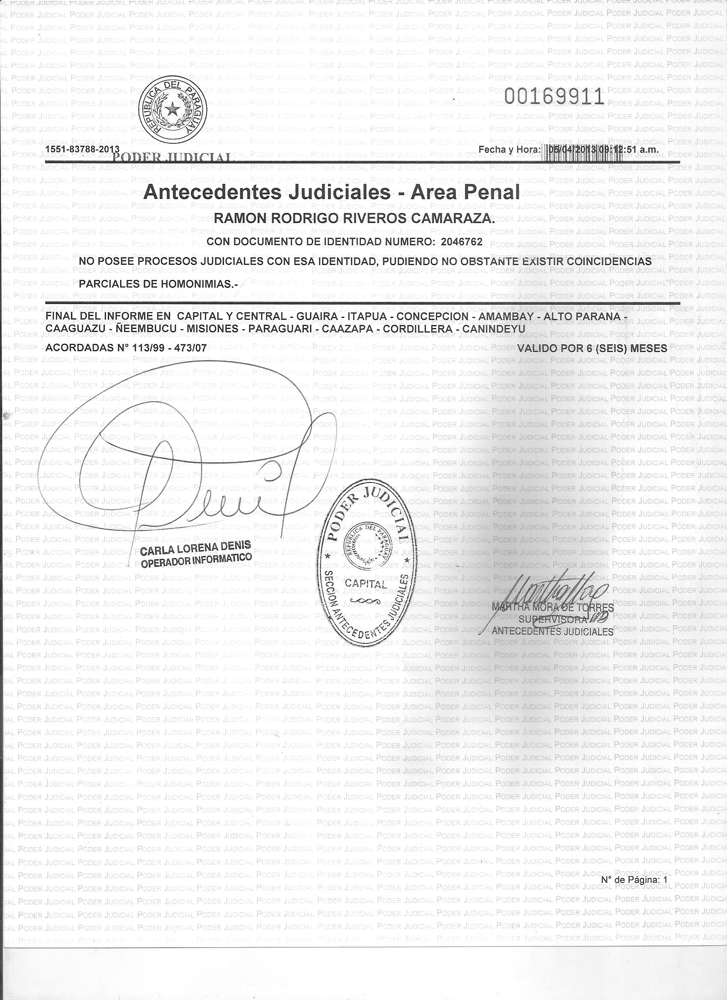 REPUBLICA DEL PARAGUAY
00169911
1551-83788-2013
PODER JUDICIAL
Fecha y Hora: 05/04/2013 09:12:51 a.m.
Antecedentes Judiciales - Area Penal
RAMON RODRIGO RIVEROS CAMARAZA.
CON DOCUMENTO DE IDENTIDAD NUMERO: 2046762
NO POSEE PROCESOS JUDICIALES CON ESA IDENTIDAD, PUDIENDO NO OBSTANTE EXISTIR COINCIDENCIAS
PARCIALES DE HOMONIMIAS.-
FINAL DEL INFORME EN CAPITAL Y CENTRAL - GUAIRA - ITAPUA - CONCEPCION - AMAMBAY - ALTO PARANA -
CAAGUAZU - ÑEEMBUCU - MISIONES - PARAGUARI - CAAZAPA - CORDILLERA - CANINDEYU
ACORDADAS N° 113/99 - 473/07
VALIDO POR 6 (SEIS) MESES
CARLA LORENA DENIS
OPERADOR INFORMATICO
PODER JUDICIAL
REPUBLICA DEL PARAGUAY
CAPITAL
SECCION ANTECEDENTES JUDICIALES
MARTHA MORA DE TORRES
SUPERVISORA
ANTECEDENTES JUDICIALES
N° de Página: 1